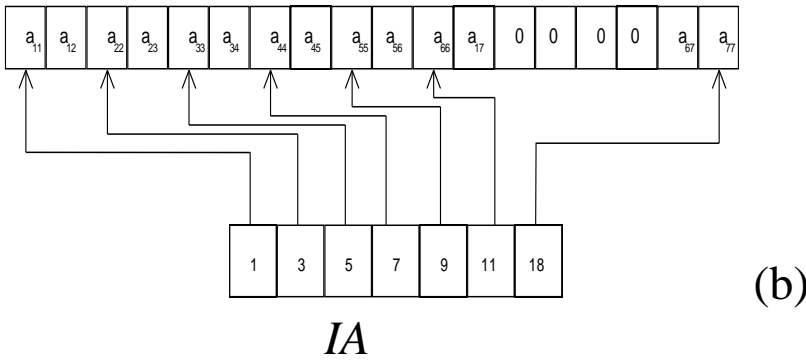 a₁₁ a₁₂ a₂₂ a₂₃ a₃₃ a₃₄ a₄₄ a₄₅ a₅₅ a₅₆ a₆₆ a₁₇ 0 0 0 0 a₆₇ a₇₇
1 3 5 7 9 11 18
(b)
IA